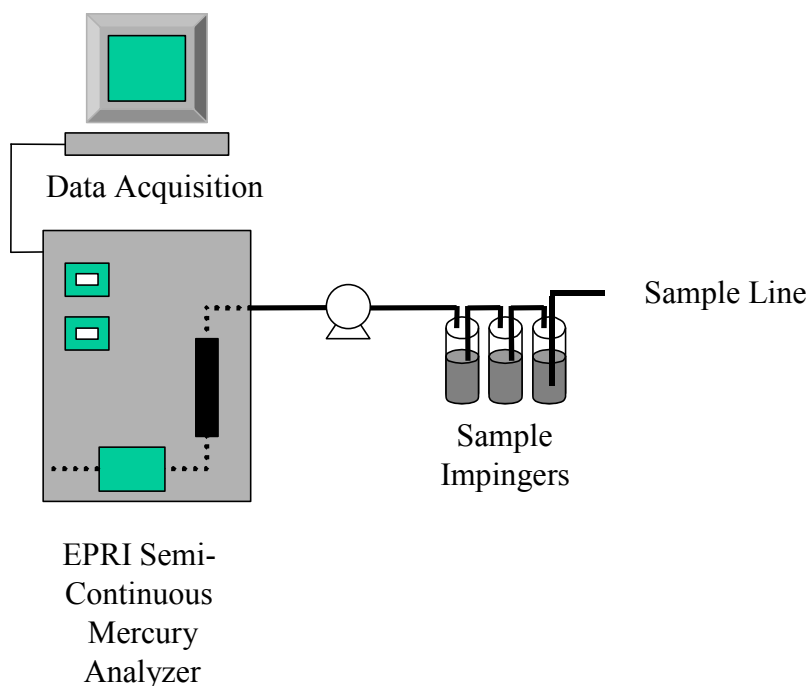 Data Acquisition
Sample Line
Sample
Impingers
EPRI Semi-
Continuous
Mercury
Analyzer